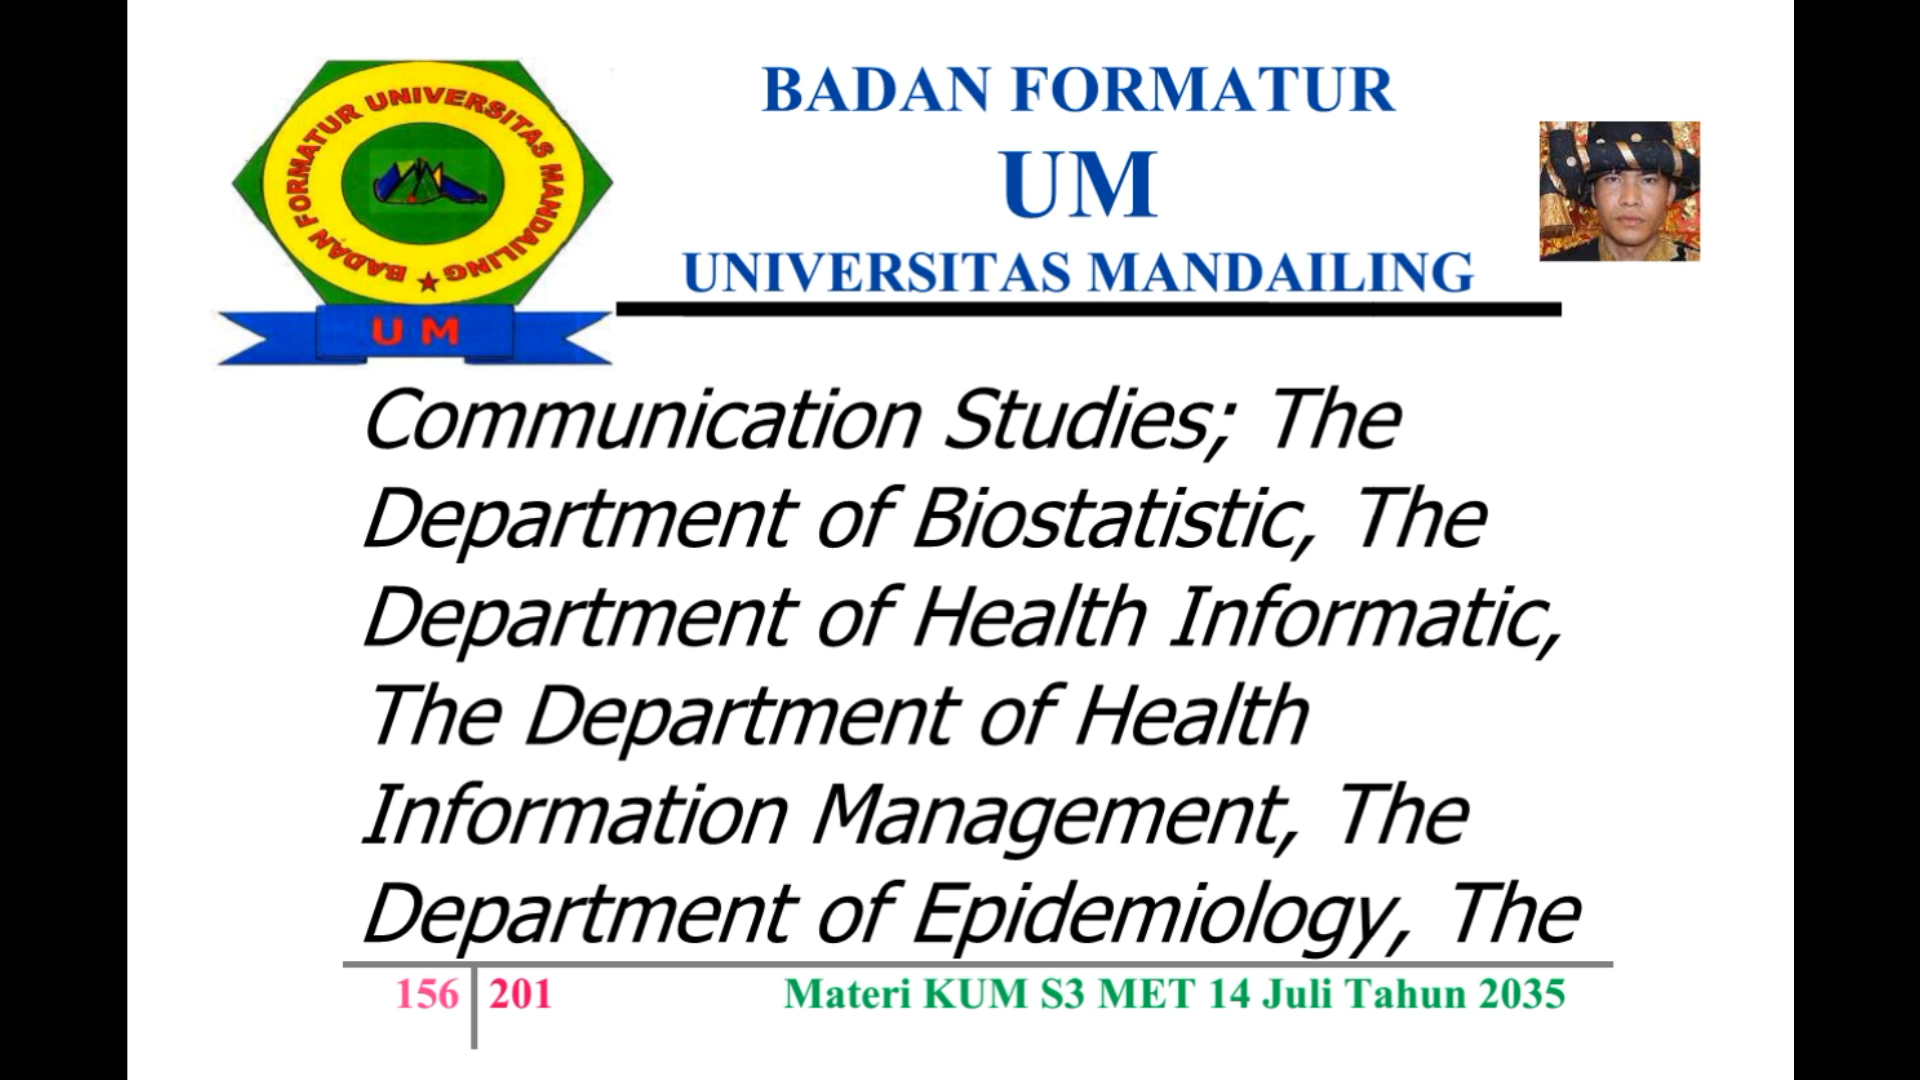 BADAN FORMATUR UNIVERSITAS MANDAILING
U M
BADAN FORMATUR
UM
UNIVERSITAS MANDAILING
Communication Studies; The
Department of Biostatistic, The
Department of Health Informatic,
The Department of Health
Information Management, The
Department of Epidemiology, The
156 201 Materi KUM S3 MET 14 Juli Tahun 2035